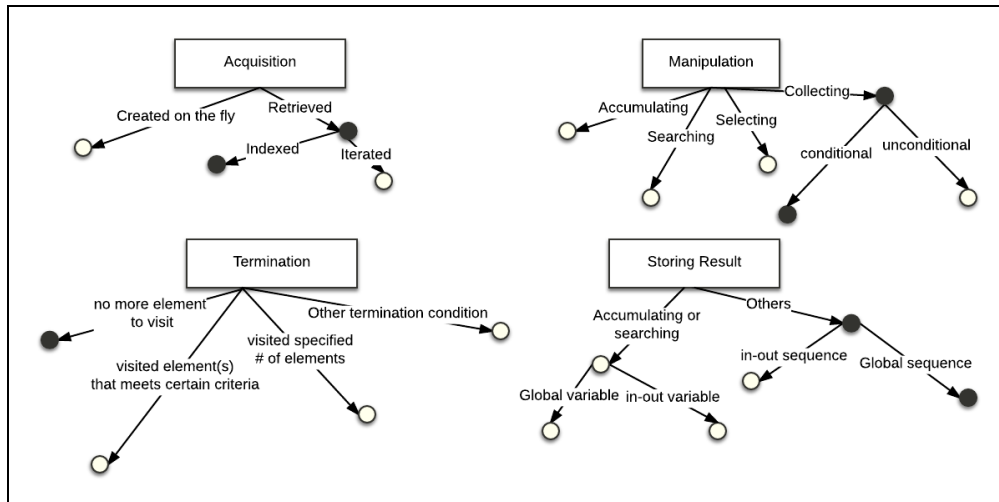 Acquisition
Created on the fly
Retrieved
Indexed
Iterated
Manipulation
Accumulating
Searching
Selecting
Collecting
conditional
unconditional
Termination
no more element
to visit
visited element(s)
that meets certain criteria
visited specified
# of elements
Other termination condition
Storing Result
Accumulating or
searching
Others
Global variable
in-out variable
in-out sequence
Global sequence